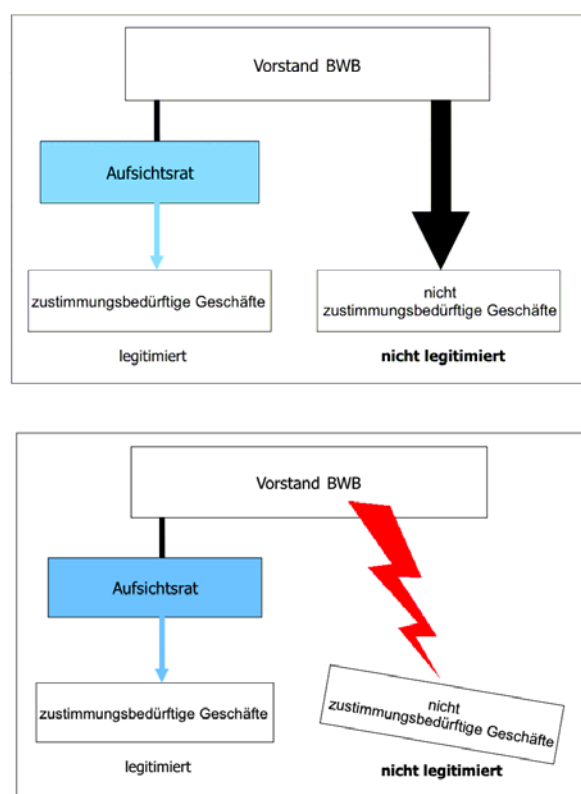 Vorstand BWB
Aufsichtsrat
zustimmungsbedürftige Geschäfte
nicht
zustimmungsbedürftige Geschäfte
legitimiert
nicht legitimiert
Vorstand BWB
Aufsichtsrat
zustimmungsbedürftige Geschäfte
nicht
zustimmungsbedürftige Geschäfte
legitimiert
nicht legitimiert